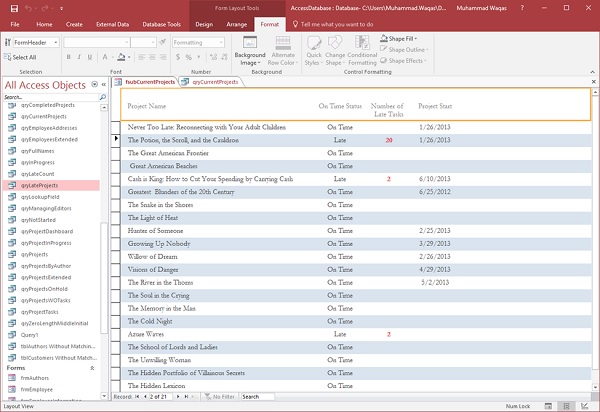 Form Layout Tools
AccessDatabase : Database- C:\Users\Muhammad.Waqas\D...
Muhammad Waqas
File Home Create External Data Database Tools Design Arrange Format Tell me what you want to do
FormHeader
Select All
Selection
Font
Formatting
Number
Background Image
Alternate Row Color
Background
Quick Styles
Change Shape
Conditional Formatting
Shape Fill
Shape Outline
Shape Effects
Control Formatting
All Access Objects
Search...
qryCompletedProjects
qryCurrentProjects
qryEmployeeAddresses
qryEmployeesExtended
qryFullNames
qryInProgress
qryLateCount
qryLateProjects
qryLookupField
qryManagingEditors
qryNotStarted
qryProjectDashboard
qryProjectInProgress
qryProjects
qryProjectsByAuthor
qryProjectsExtended
qryProjectsOnHold
qryProjectsWOTasks
qryProjectTasks
qryZeroLengthMiddleInitial
Query1
tblAuthors Without Matchin...
tblCustomers Without Match...
Forms
frmAuthors
frmEmployee
fsubCurrentProjects qryCurrentProjects
Project Name On Time Status Number of Late Tasks Project Start
Never Too Late: Reconnecting with Your Adult Children On Time 1/26/2013
The Potion, the Scroll, and the Cauldron Late 20 1/26/2013
The Great American Frontier On Time
Great American Beaches On Time
Cash is King: How to Cut Your Spending by Carrying Cash Late 2 6/10/2013
Greatest Blunders of the 20th Century On Time 6/25/2012
The Snake in the Shores On Time
The Light of Heat On Time
Hunter of Someone On Time 2/25/2013
Growing Up Nobody On Time 3/29/2013
Willow of Dream On Time 2/26/2013
Visions of Danger On Time 4/29/2013
The River in the Thorns On Time 5/2/2013
The Soul in the Crying On Time
The Memory in the Man On Time
The Cold Night On Time
Azure Waves Late 2
The School of Lords and Ladies On Time
The Unwilling Woman On Time
The Hidden Portfolio of Villainous Secrets On Time
The Hidden Lexicon On Time
Record: 2 of 21 No Filter Search
Layout View
Num Lock